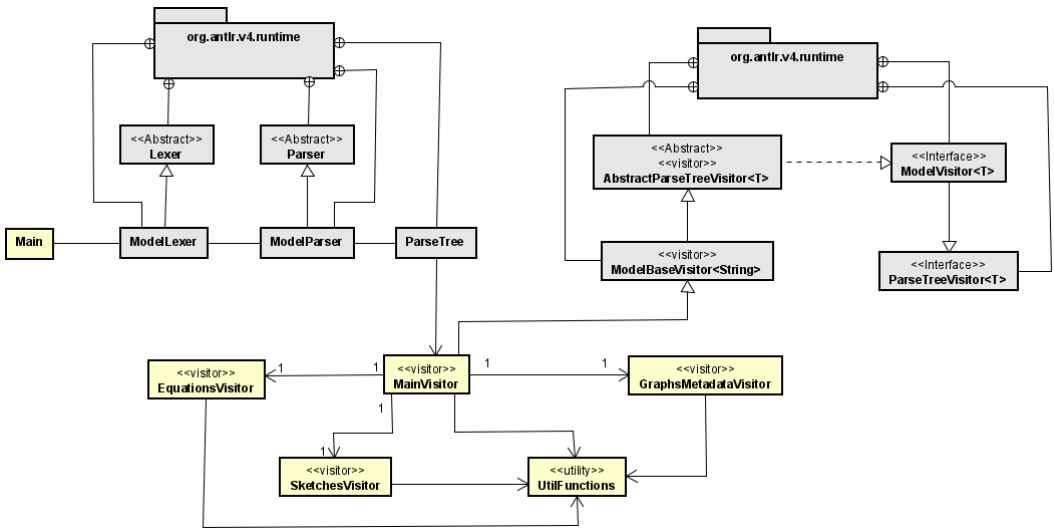 org.antlr.v4.runtime
org.antlr.v4.runtime
<<Abstract>>
Lexer
<<Abstract>>
Parser
<<Abstract>>
<<visitor>>
AbstractParseTreeVisitor<T>
<<Interface>>
ModelVisitor<T>
Main
ModelLexer
ModelParser
ParseTree
<<visitor>>
ModelBaseVisitor<String>
<<Interface>>
ParseTreeVisitor<T>
<<visitor>>
EquationsVisitor
1
1
<<visitor>>
MainVisitor
1
1
<<visitor>>
GraphsMetadataVisitor
1
1
<<visitor>>
SketchesVisitor
<<utility>>
UtilFunctions